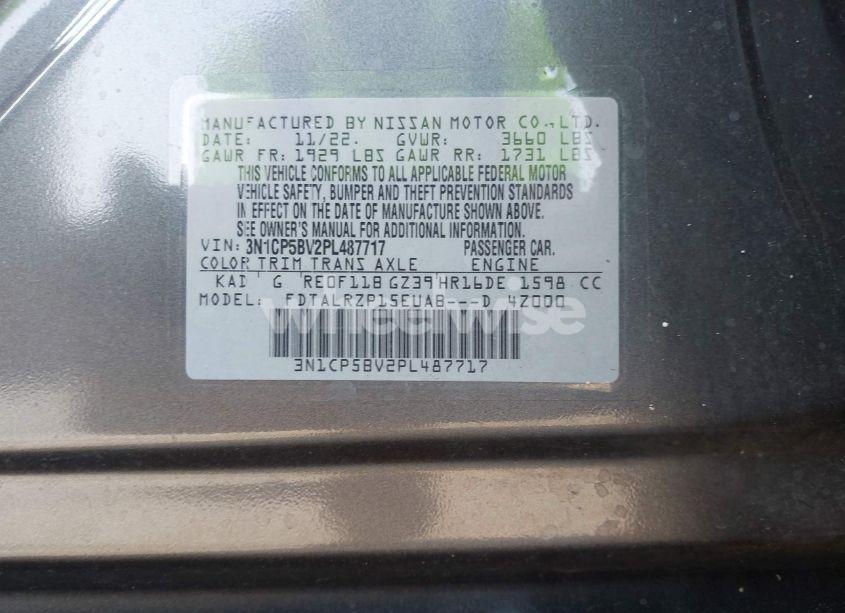 MANUFACTURED BY NISSAN MOTOR CO.,LTD.
DATE: 11/22. GVWR: 3660 LBS
GAWR FR: 1929 LBS GAWR RR: 1731 LBS
THIS VEHICLE CONFORMS TO ALL APPLICABLE FEDERAL MOTOR
VEHICLE SAFETY, BUMPER AND THEFT PREVENTION STANDARDS
IN EFFECT ON THE DATE OF MANUFACTURE SHOWN ABOVE.
SEE OWNER'S MANUAL FOR ADDITIONAL INFORMATION.
VIN: 3N1CP5BV2PL487717 PASSENGER CAR.
COLOR TRIM TRANS AXLE ENGINE
KAD G RE0F11B GZ39 HR16DE 1598 CC
MODEL: FDTALRZP15EUAB---D 4Z000
wheelwise
3N1CP5BV2PL487717